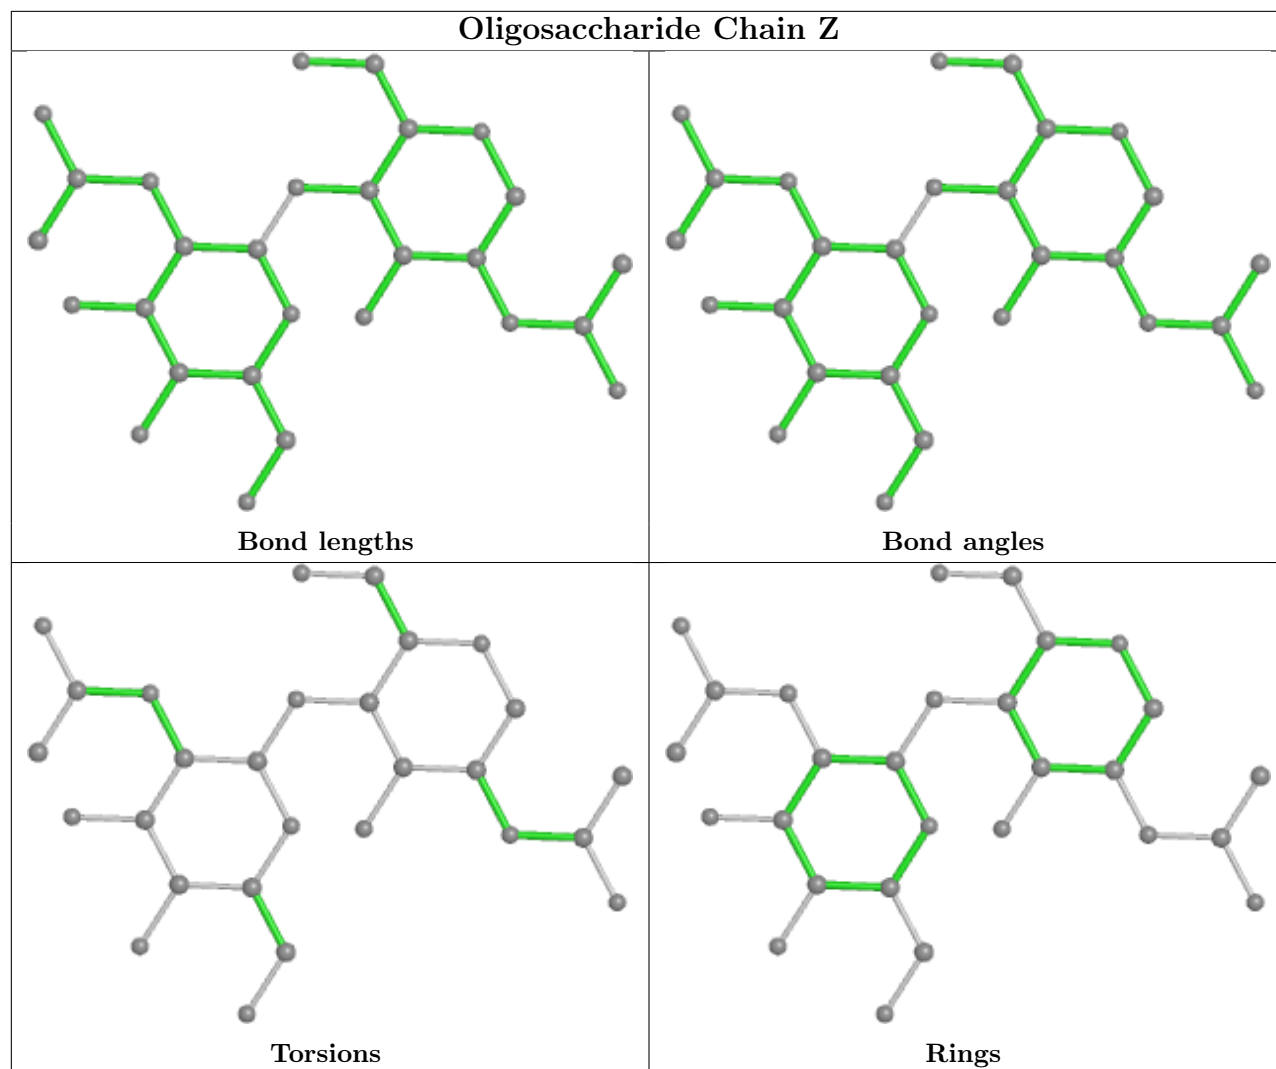 Oligosaccharide Chain Z
Bond lengths
Bond angles
Torsions
Rings